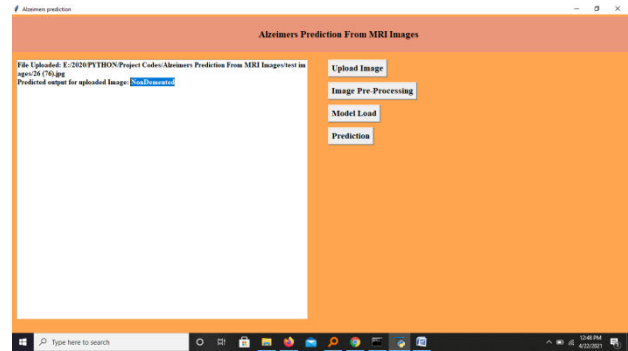 Alzeimers prediction
Alzeimers Prediction From MRI Images
File Uploaded: E:/2020/PYTHON/Project Codes/Alzeimers Prediction From MRI Images/test im
ages/26 (76).jpg
Predicted output for uploaded Image: NonDemented
Upload Image
Image Pre-Processing
Model Load
Prediction
Type here to search
12:48 PM
4/22/2021